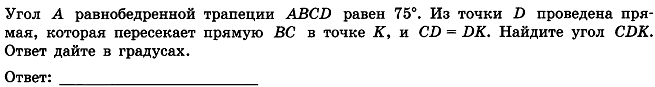 Угол A равнобедренной трапеции ABCD равен 75°. Из точки D проведена пря-
мая, которая пересекает прямую BC в точке K, и CD = DK. Найдите угол CDK.
Ответ дайте в градусах.
Ответ: ____________________